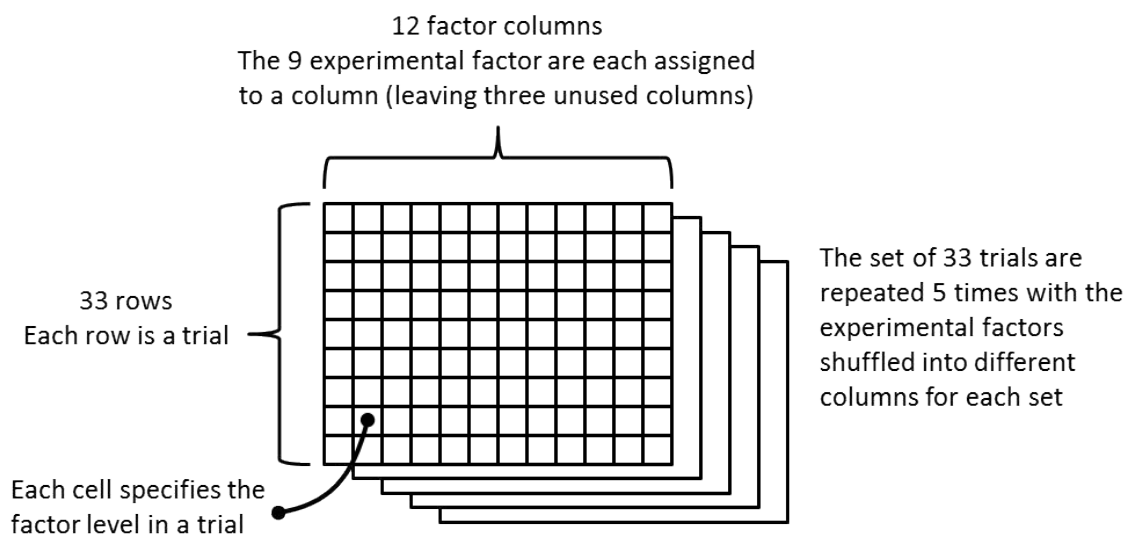 12 factor columns
The 9 experimental factor are each assigned
to a column (leaving three unused columns)
33 rows
Each row is a trial
The set of 33 trials are
repeated 5 times with the
experimental factors
shuffled into different
columns for each set
Each cell specifies the
factor level in a trial